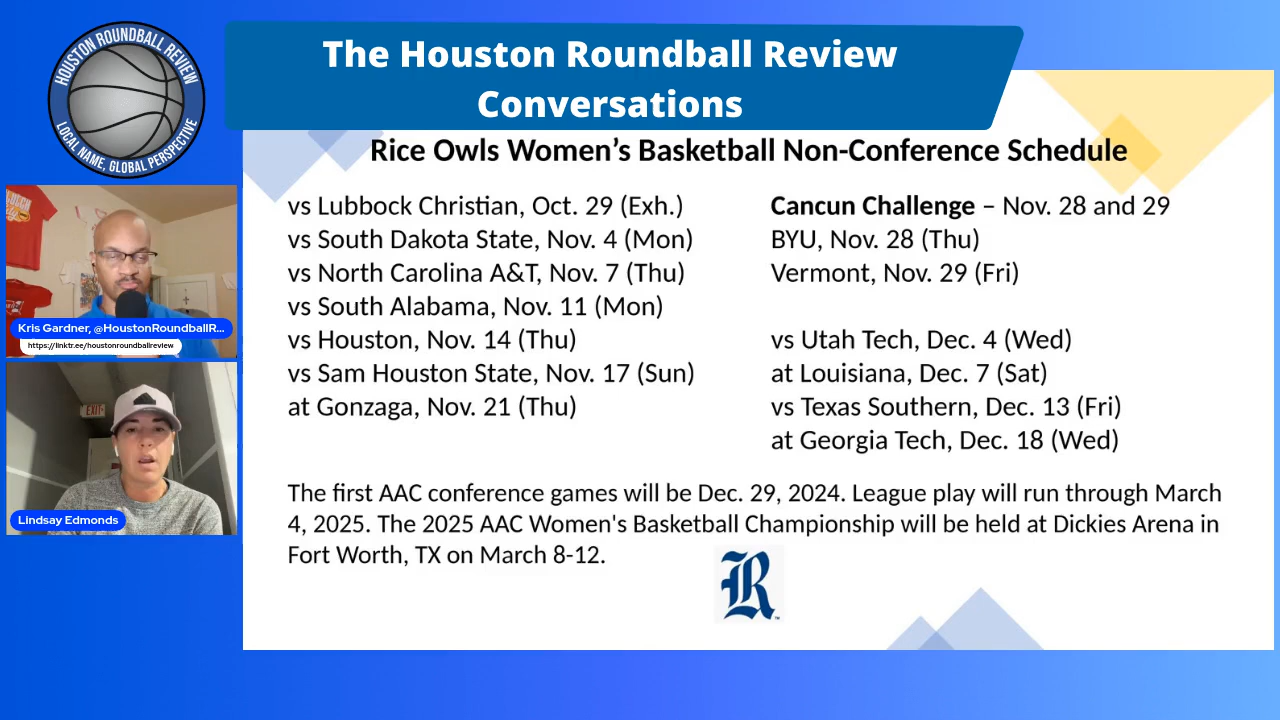 HOUSTON ROUNDBALL REVIEW
LOCAL NAME, GLOBAL PERSPECTIVE
The Houston Roundball Review
Conversations
Rice Owls Women’s Basketball Non-Conference Schedule
vs Lubbock Christian, Oct. 29 (Exh.)
vs South Dakota State, Nov. 4 (Mon)
vs North Carolina A&T, Nov. 7 (Thu)
vs South Alabama, Nov. 11 (Mon)
vs Houston, Nov. 14 (Thu)
vs Sam Houston State, Nov. 17 (Sun)
at Gonzaga, Nov. 21 (Thu)
Cancun Challenge – Nov. 28 and 29
BYU, Nov. 28 (Thu)
Vermont, Nov. 29 (Fri)
vs Utah Tech, Dec. 4 (Wed)
at Louisiana, Dec. 7 (Sat)
vs Texas Southern, Dec. 13 (Fri)
at Georgia Tech, Dec. 18 (Wed)
The first AAC conference games will be Dec. 29, 2024. League play will run through March
4, 2025. The 2025 AAC Women's Basketball Championship will be held at Dickies Arena in
Fort Worth, TX on March 8-12.
R
Kris Gardner, @HoustonRoundballR...
https://linktr.ee/houstonroundballreview
EXIT
Lindsay Edmonds